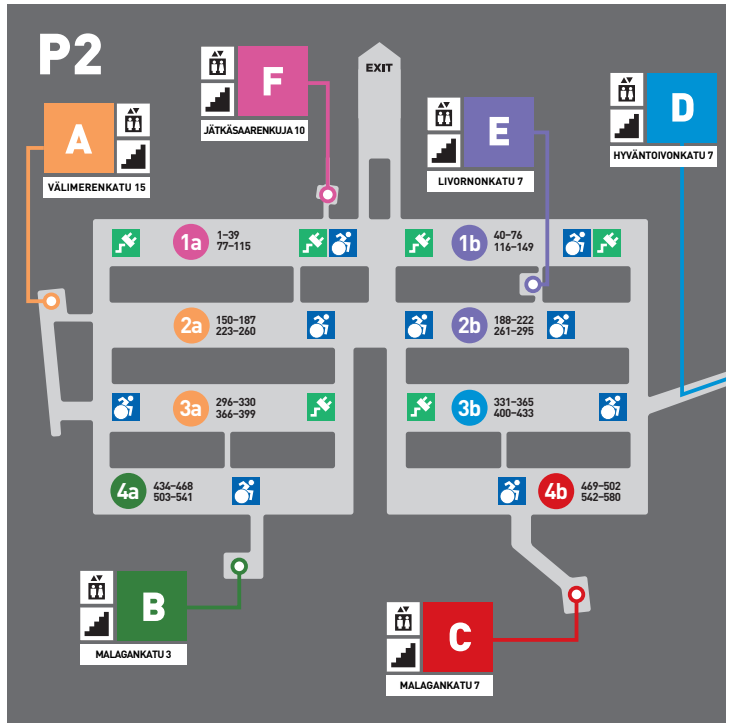 P2
EXIT
F
JÄTKÄSAARENKUJA 10
A
VÄLIMERENKATU 15
E
LIVORNONKATU 7
D
HYVÄNTOIVONKATU 7
1a
1–39
77–115
1b
40–76
116–149
2a
150–187
223–260
2b
188–222
261–295
3a
296–330
366–399
3b
331–365
400–433
4a
434–468
503–541
4b
469–502
542–580
B
MALAGANKATU 3
C
MALAGANKATU 7